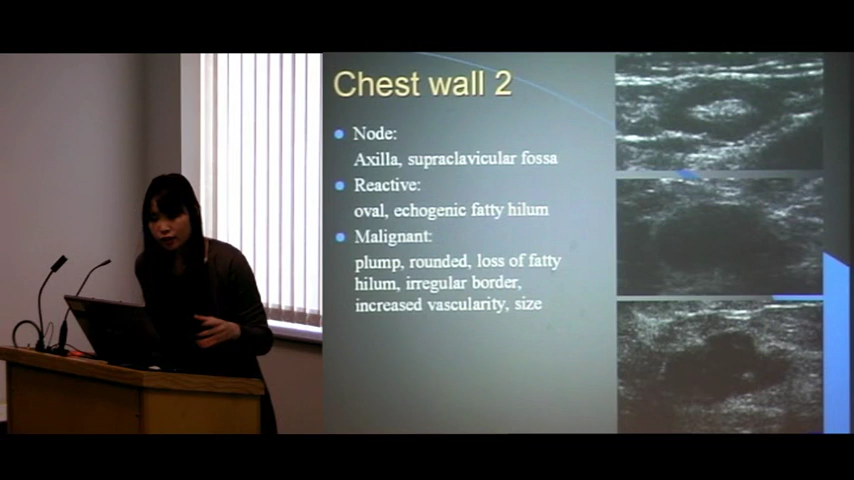 Chest wall 2
Node:
Axilla, supraclavicular fossa
Reactive:
oval, echogenic fatty hilum
Malignant:
plump, rounded, loss of fatty
hilum, irregular border,
increased vascularity, size